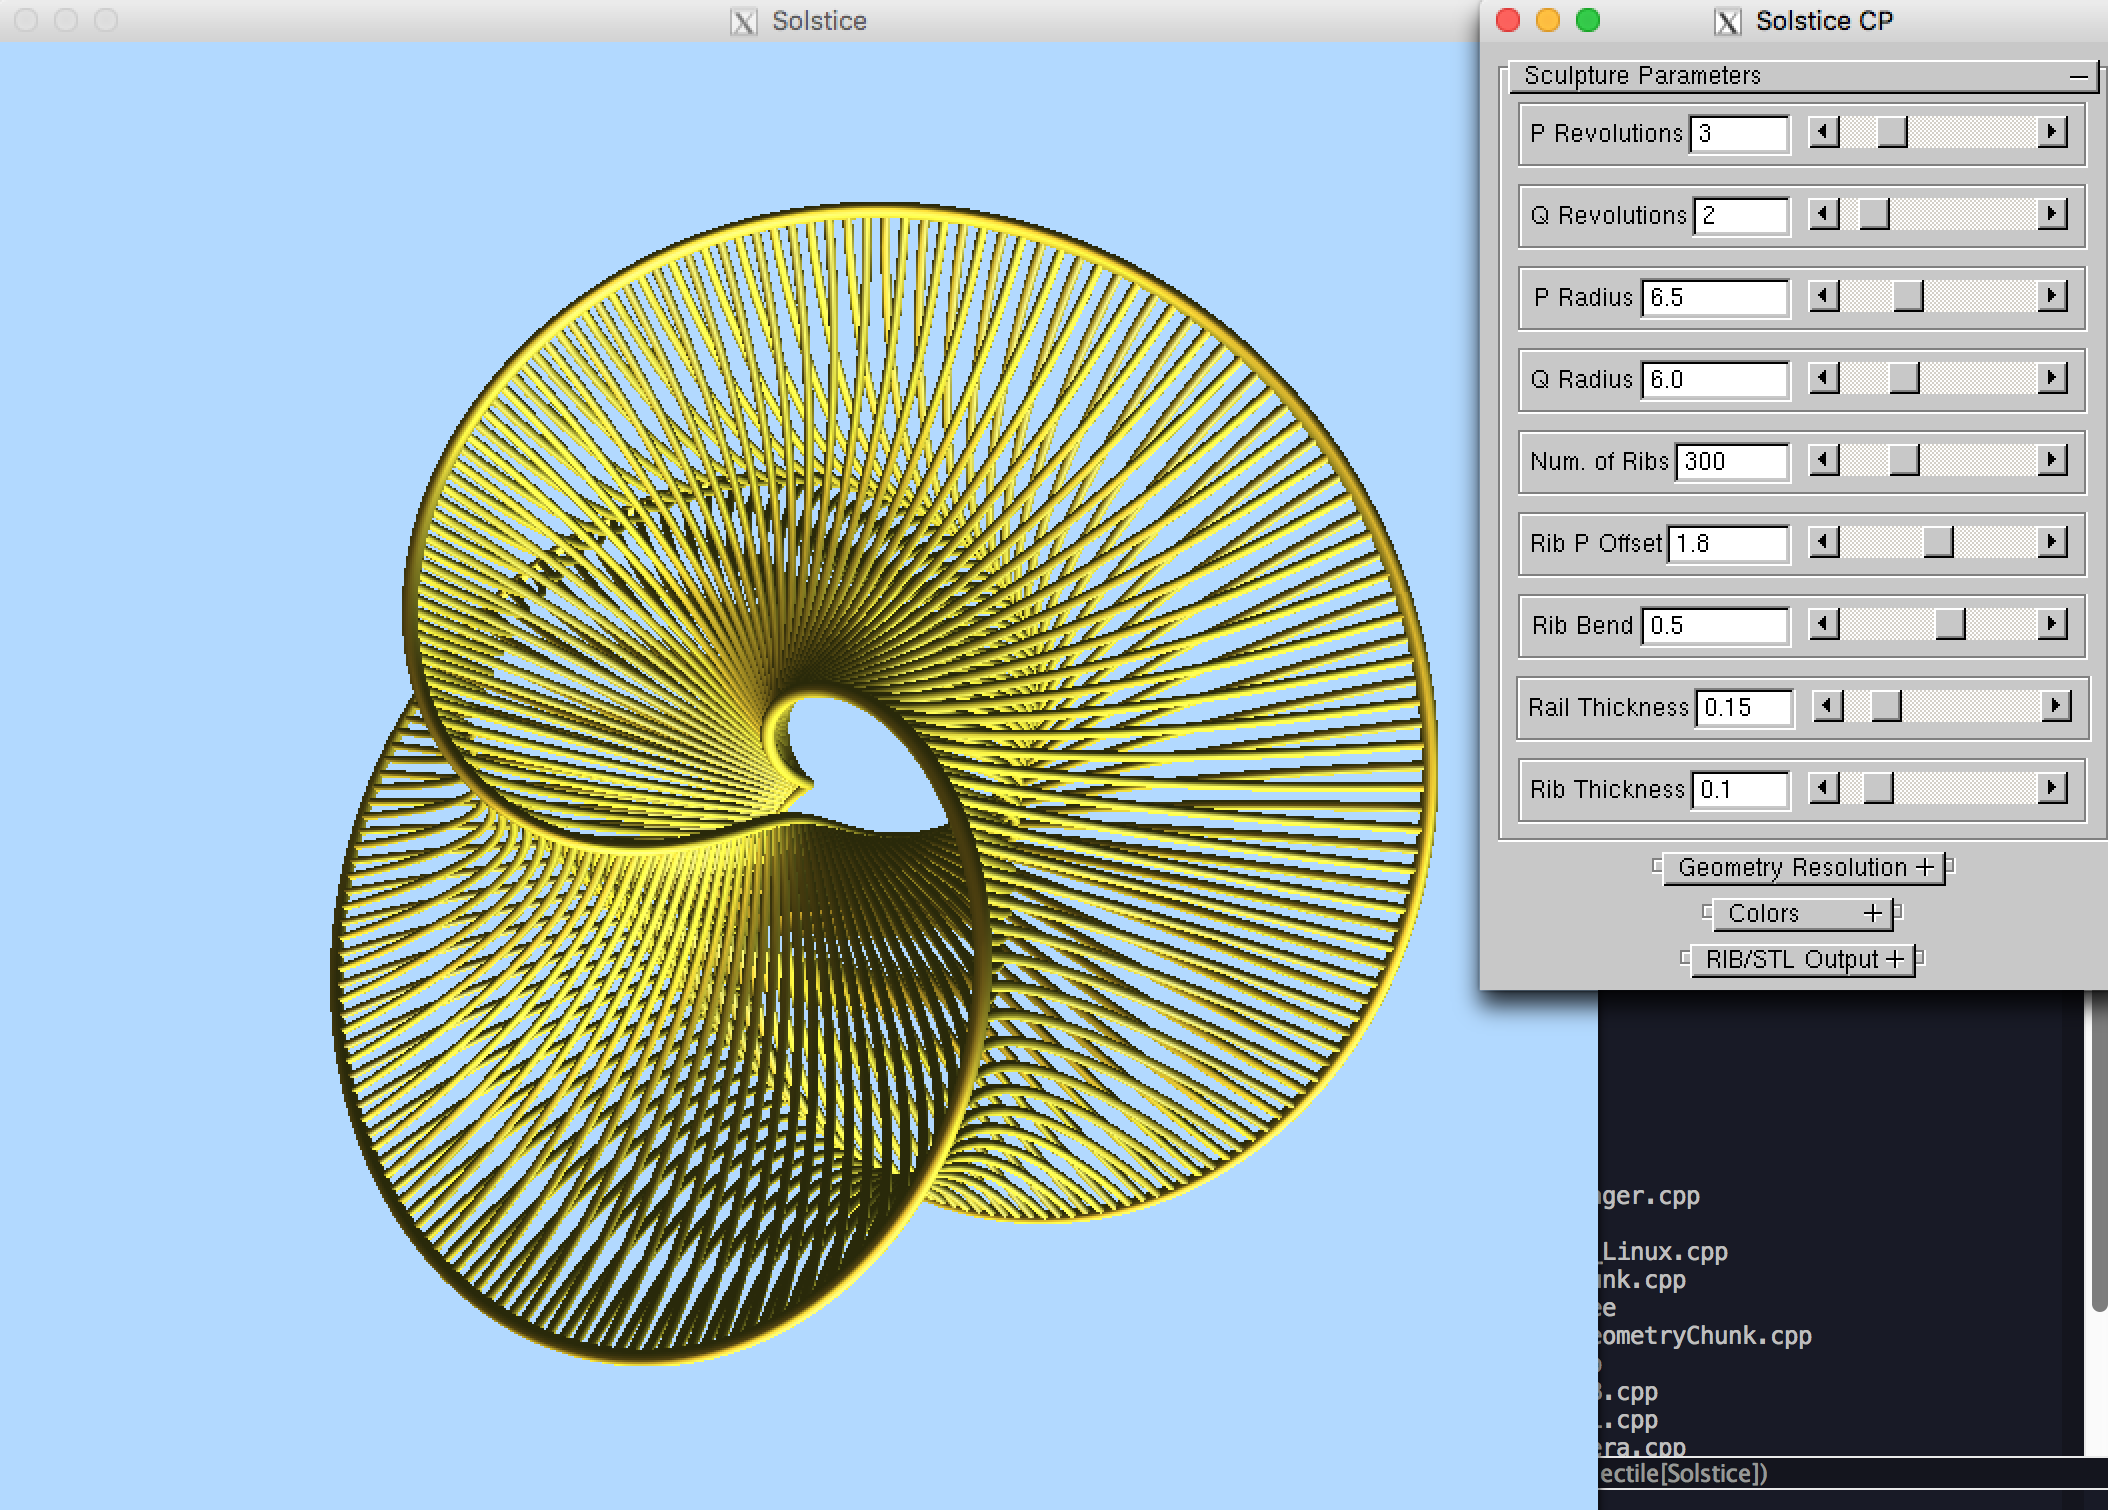 Solstice
Solstice CP
Sculpture Parameters
P Revolutions 3
Q Revolutions 2
P Radius 6.5
Q Radius 6.0
Num. of Ribs 300
Rib P Offset 1.8
Rib Bend 0.5
Rail Thickness 0.15
Rib Thickness 0.1
Geometry Resolution +
Colors +
RIB/STL Output +
ger.cpp
_Linux.cpp
nk.cpp
ometryChunk.cpp
.cpp
.cpp
ra.cpp
ectile[Solstice])